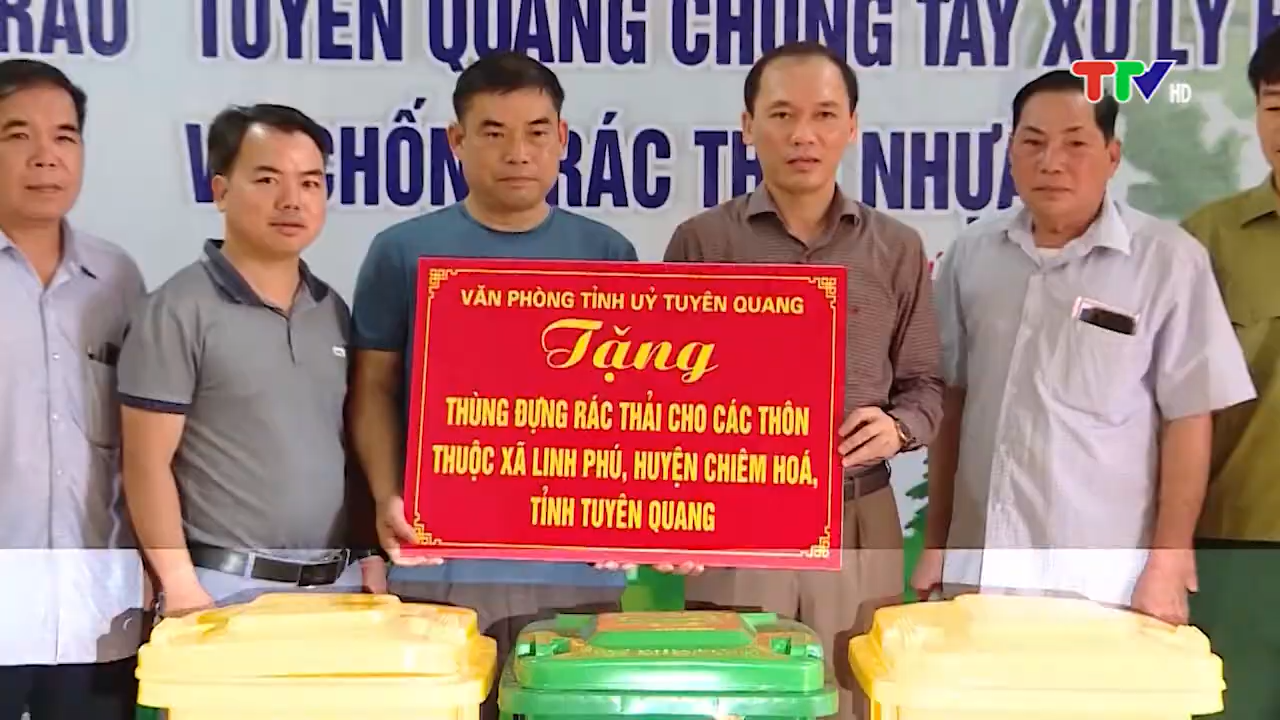 TUYÊN QUANG CHUNG TAY XỬ LÝ
TTV HD
CHỐNG RÁC NHỰA
VĂN PHÒNG TỈNH UỶ TUYÊN QUANG
Tặng
THÙNG ĐỰNG RÁC THẢI CHO CÁC THÔN
THUỘC XÃ LINH PHÚ, HUYỆN CHIÊM HOÁ,
TỈNH TUYÊN QUANG